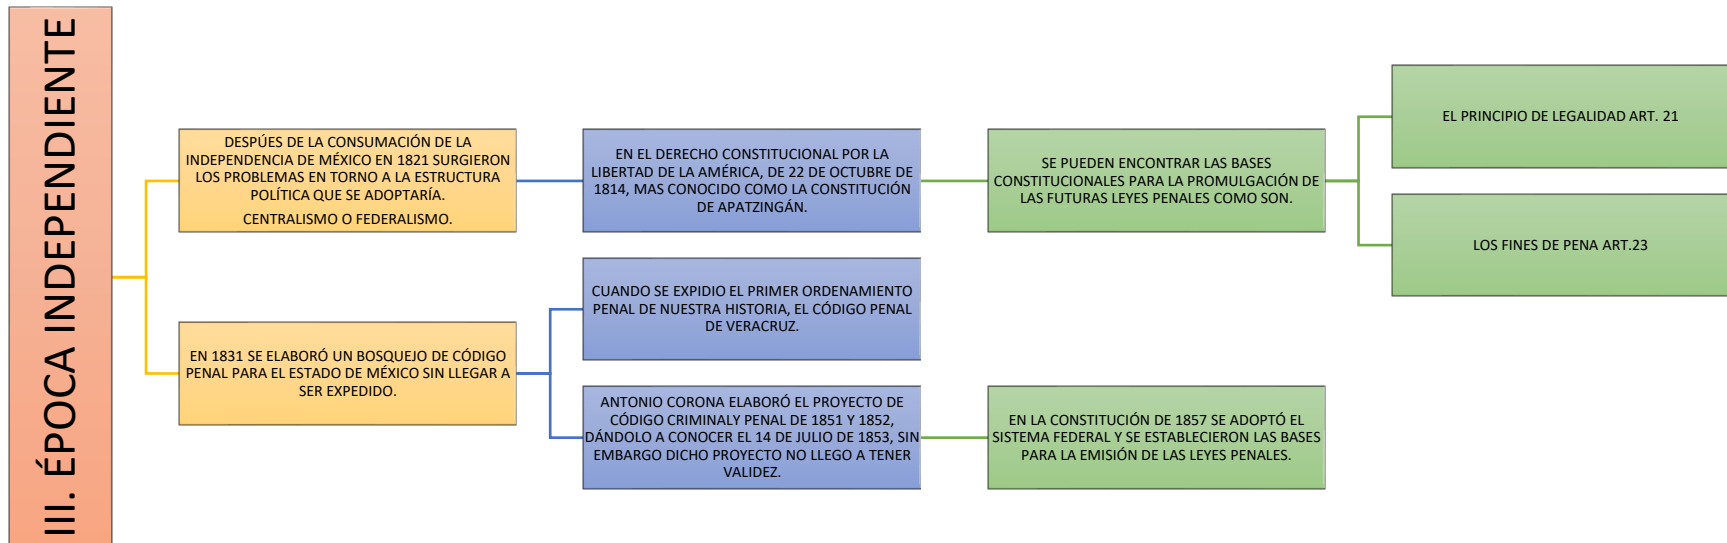 III. ÉPOCA INDEPENDIENTE
DESPÚES DE LA CONSUMACIÓN DE LA
INDEPENDENCIA DE MÉXICO EN 1821 SURGIERON
LOS PROBLEMAS EN TORNO A LA ESTRUCTURA
POLÍTICA QUE SE ADOPTARÍA.
CENTRALISMO O FEDERALISMO.
EN EL DERECHO CONSTITUCIONAL POR LA
LIBERTAD DE LA AMÉRICA, DE 22 DE OCTUBRE DE
1814, MAS CONOCIDO COMO LA CONSTITUCIÓN
DE APATZINGÁN.
SE PUEDEN ENCONTRAR LAS BASES
CONSTITUCIONALES PARA LA PROMULGACIÓN DE
LAS FUTURAS LEYES PENALES COMO SON.
EL PRINCIPIO DE LEGALIDAD ART. 21
LOS FINES DE PENA ART.23
EN 1831 SE ELABORÓ UN BOSQUEJO DE CÓDIGO
PENAL PARA EL ESTADO DE MÉXICO SIN LLEGAR A
SER EXPEDIDO.
CUANDO SE EXPIDIO EL PRIMER ORDENAMIENTO
PENAL DE NUESTRA HISTORIA, EL CÓDIGO PENAL
DE VERACRUZ.
ANTONIO CORONA ELABORÓ EL PROYECTO DE
CÓDIGO CRIMINALY PENAL DE 1851 Y 1852,
DÁNDOLO A CONOCER EL 14 DE JULIO DE 1853, SIN
EMBARGO DICHO PROYECTO NO LLEGO A TENER
VALIDEZ.
EN LA CONSTITUCIÓN DE 1857 SE ADOPTÓ EL
SISTEMA FEDERAL Y SE ESTABLECIERON LAS BASES
PARA LA EMISIÓN DE LAS LEYES PENALES.